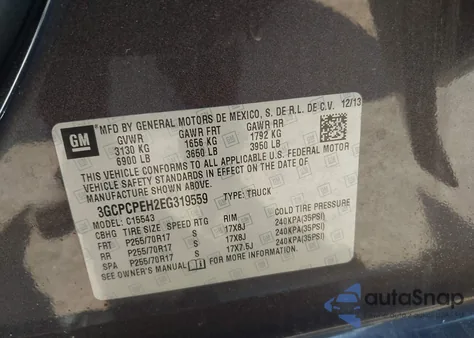 GM
MFD BY GENERAL MOTORS DE MEXICO, S. DE R.L. DE C.V. 12/13
GVWR GAWR FRT GAWR RR
3130 KG 1656 KG 1792 KG
6900 LB 3650 LB 3950 LB
THIS VEHICLE CONFORMS TO ALL APPLICABLE U.S. FEDERAL MOTOR
VEHICLE SAFETY STANDARDS IN EFFECT ON THE DATE OF
MANUFACTURE SHOWN ABOVE.
3GCPCPEH2EG319559 TYPE: TRUCK
MODEL: C15543
CBHG TIRE SIZE SPEED RTG RIM COLD TIRE PRESSURE
FRT P255/70R17 S 17X8J 240KPA(35PSI)
RR P255/70R17 S 17X8J 240KPA(35PSI)
SPA P255/70R17 S 17X7.5J 240KPA(35PSI)
SEE OWNER'S MANUAL FOR MORE INFORMATION.
autoSnap